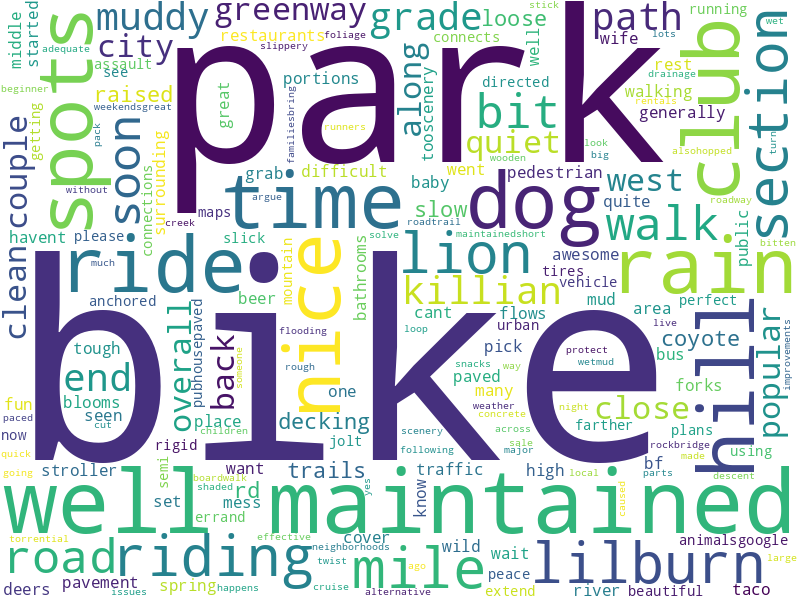 park
bike
well maintained
ride
time
dog
nice
rain
hill
club
section
spots
riding
lilburn
mile
road
lion
walk
bit
killian
west
end
overall
back
soon
muddy
greenway
grade
loose
path
city
along
quiet
close
popular
clean
couple
coyote
raised
restaurants
foliage
slippery
connects
wife
running
stick
wet
lots
drainage
rest
walking
rentals
generally
alsohopped
middle
started
adequate
beginner
assault
see
weekendsgreat
pack
getting
great
portions
familiesbring
runners
well
tooscenery
directed
wooden
look
big
turn
roadway
public
bitten
without
connections
surrounding
grab
difficult
argue
went
baby
pedestrian
slow
quite
havent
please
maps
creek
slick
mountain
solve
bathrooms
roadtrail
maintainedshort
awesome
tires
vehicle
mud
area
perfect
much
anchored
beer
cant
flows
urban
bus
live
protect
wetmud
improvements
tough
pubhousepaved
flooding
loop
rough
pick
paved
snacks
way
many
weather
forks
blooms
seen
cut
someone
one
place
children
decking
scenery
concrete
night
farther
plans
fun
paced
now
rigid
jolt
following
across
sale
major
rockbridge
made
using
quick
going
stroller
semi
boardwalk
shaded
want
trails
yes
traffic
high
bf
local
parts
descent
know
set
mess
rd
errand
caused
torrential
effective
neighborhoods
cover
wild
wait
animalsgoogle
large
deers
pavement
issues
spring
happens
twist
cruise
ago
alternative
peace
extend
river
beautiful
taco